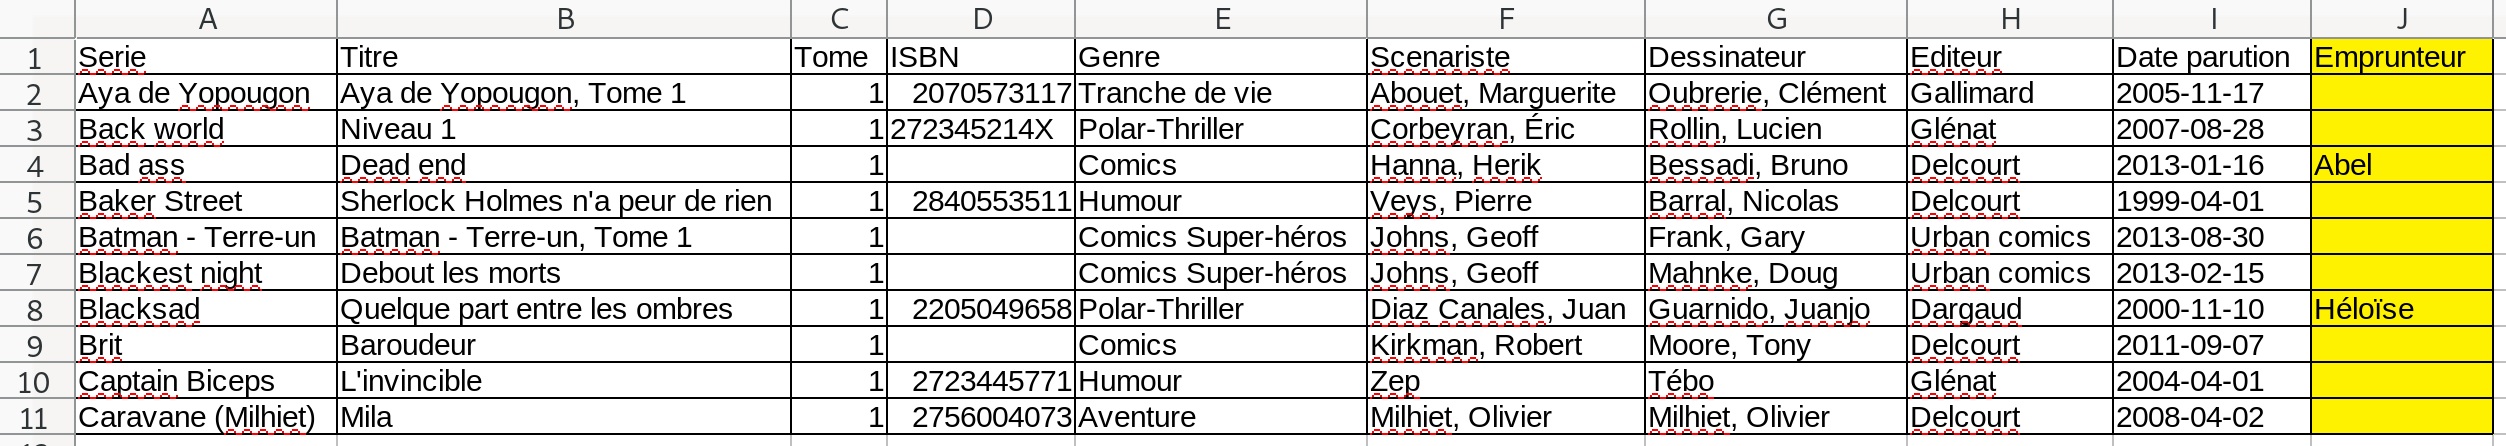 A B C D E F G H I J
1 Serie Titre Tome ISBN Genre Scenariste Dessinateur Editeur Date parution Emprunteur
2 Aya de Yopougon Aya de Yopougon, Tome 1 1 2070573117 Tranche de vie Abouet, Marguerite Oubrerie, Clément Gallimard 2005-11-17
3 Back world Niveau 1 1 272345214X Polar-Thriller Corbeyran, Éric Rollin, Lucien Glénat 2007-08-28
4 Bad ass Dead end 1 Comics Hanna, Herik Bessadi, Bruno Delcourt 2013-01-16 Abel
5 Baker Street Sherlock Holmes n'a peur de rien 1 2840553511 Humour Veys, Pierre Barral, Nicolas Delcourt 1999-04-01
6 Batman - Terre-un Batman - Terre-un, Tome 1 1 Comics Super-héros Johns, Geoff Frank, Gary Urban comics 2013-08-30
7 Blackest night Debout les morts 1 Comics Super-héros Johns, Geoff Mahnke, Doug Urban comics 2013-02-15
8 Blacksad Quelque part entre les ombres 1 2205049658 Polar-Thriller Diaz Canales, Juan Guarnido, Juanjo Dargaud 2000-11-10 Héloïse
9 Brit Baroudeur 1 Comics Kirkman, Robert Moore, Tony Delcourt 2011-09-07
10 Captain Biceps L'invincible 1 2723445771 Humour Zep Tébo Glénat 2004-04-01
11 Caravane (Milhiet) Mila 1 2756004073 Aventure Milhiet, Olivier Milhiet, Olivier Delcourt 2008-04-02